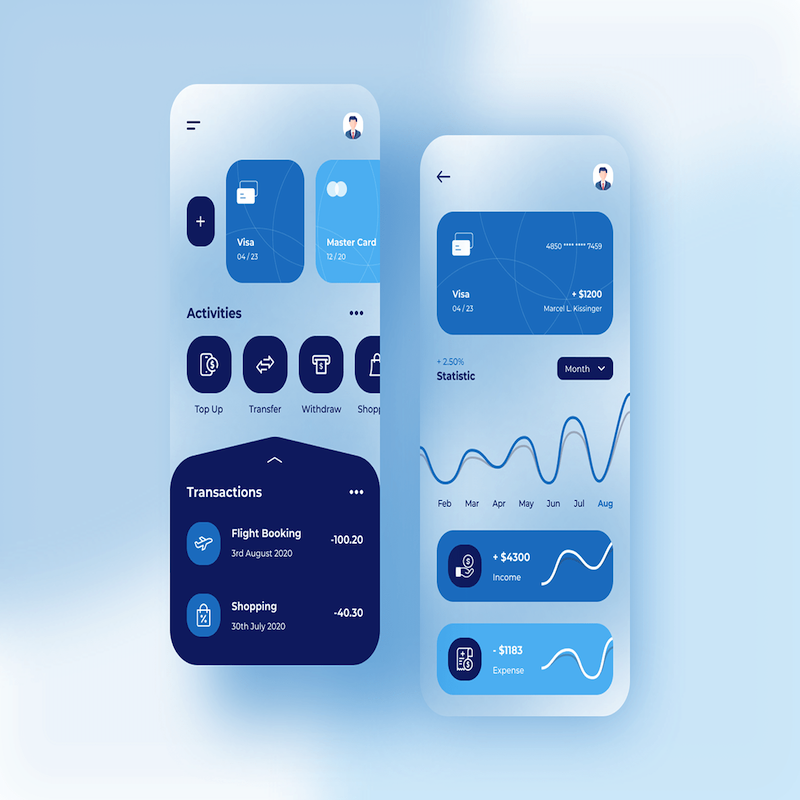 +
Visa
04 / 23
Master Card
12 / 20
Activities
Top Up
Transfer
Withdraw
Transactions
Flight Booking
-100.20
3rd August 2020
Shopping
-40.30
30th July 2020
4850 **** **** 7459
Visa
+ $1200
04 / 23
Marcel L. Kissinger
+ 2.50%
Statistic
Month
Feb Mar Apr May Jun Jul Aug
+ $4300
Income
- $1183
Expense